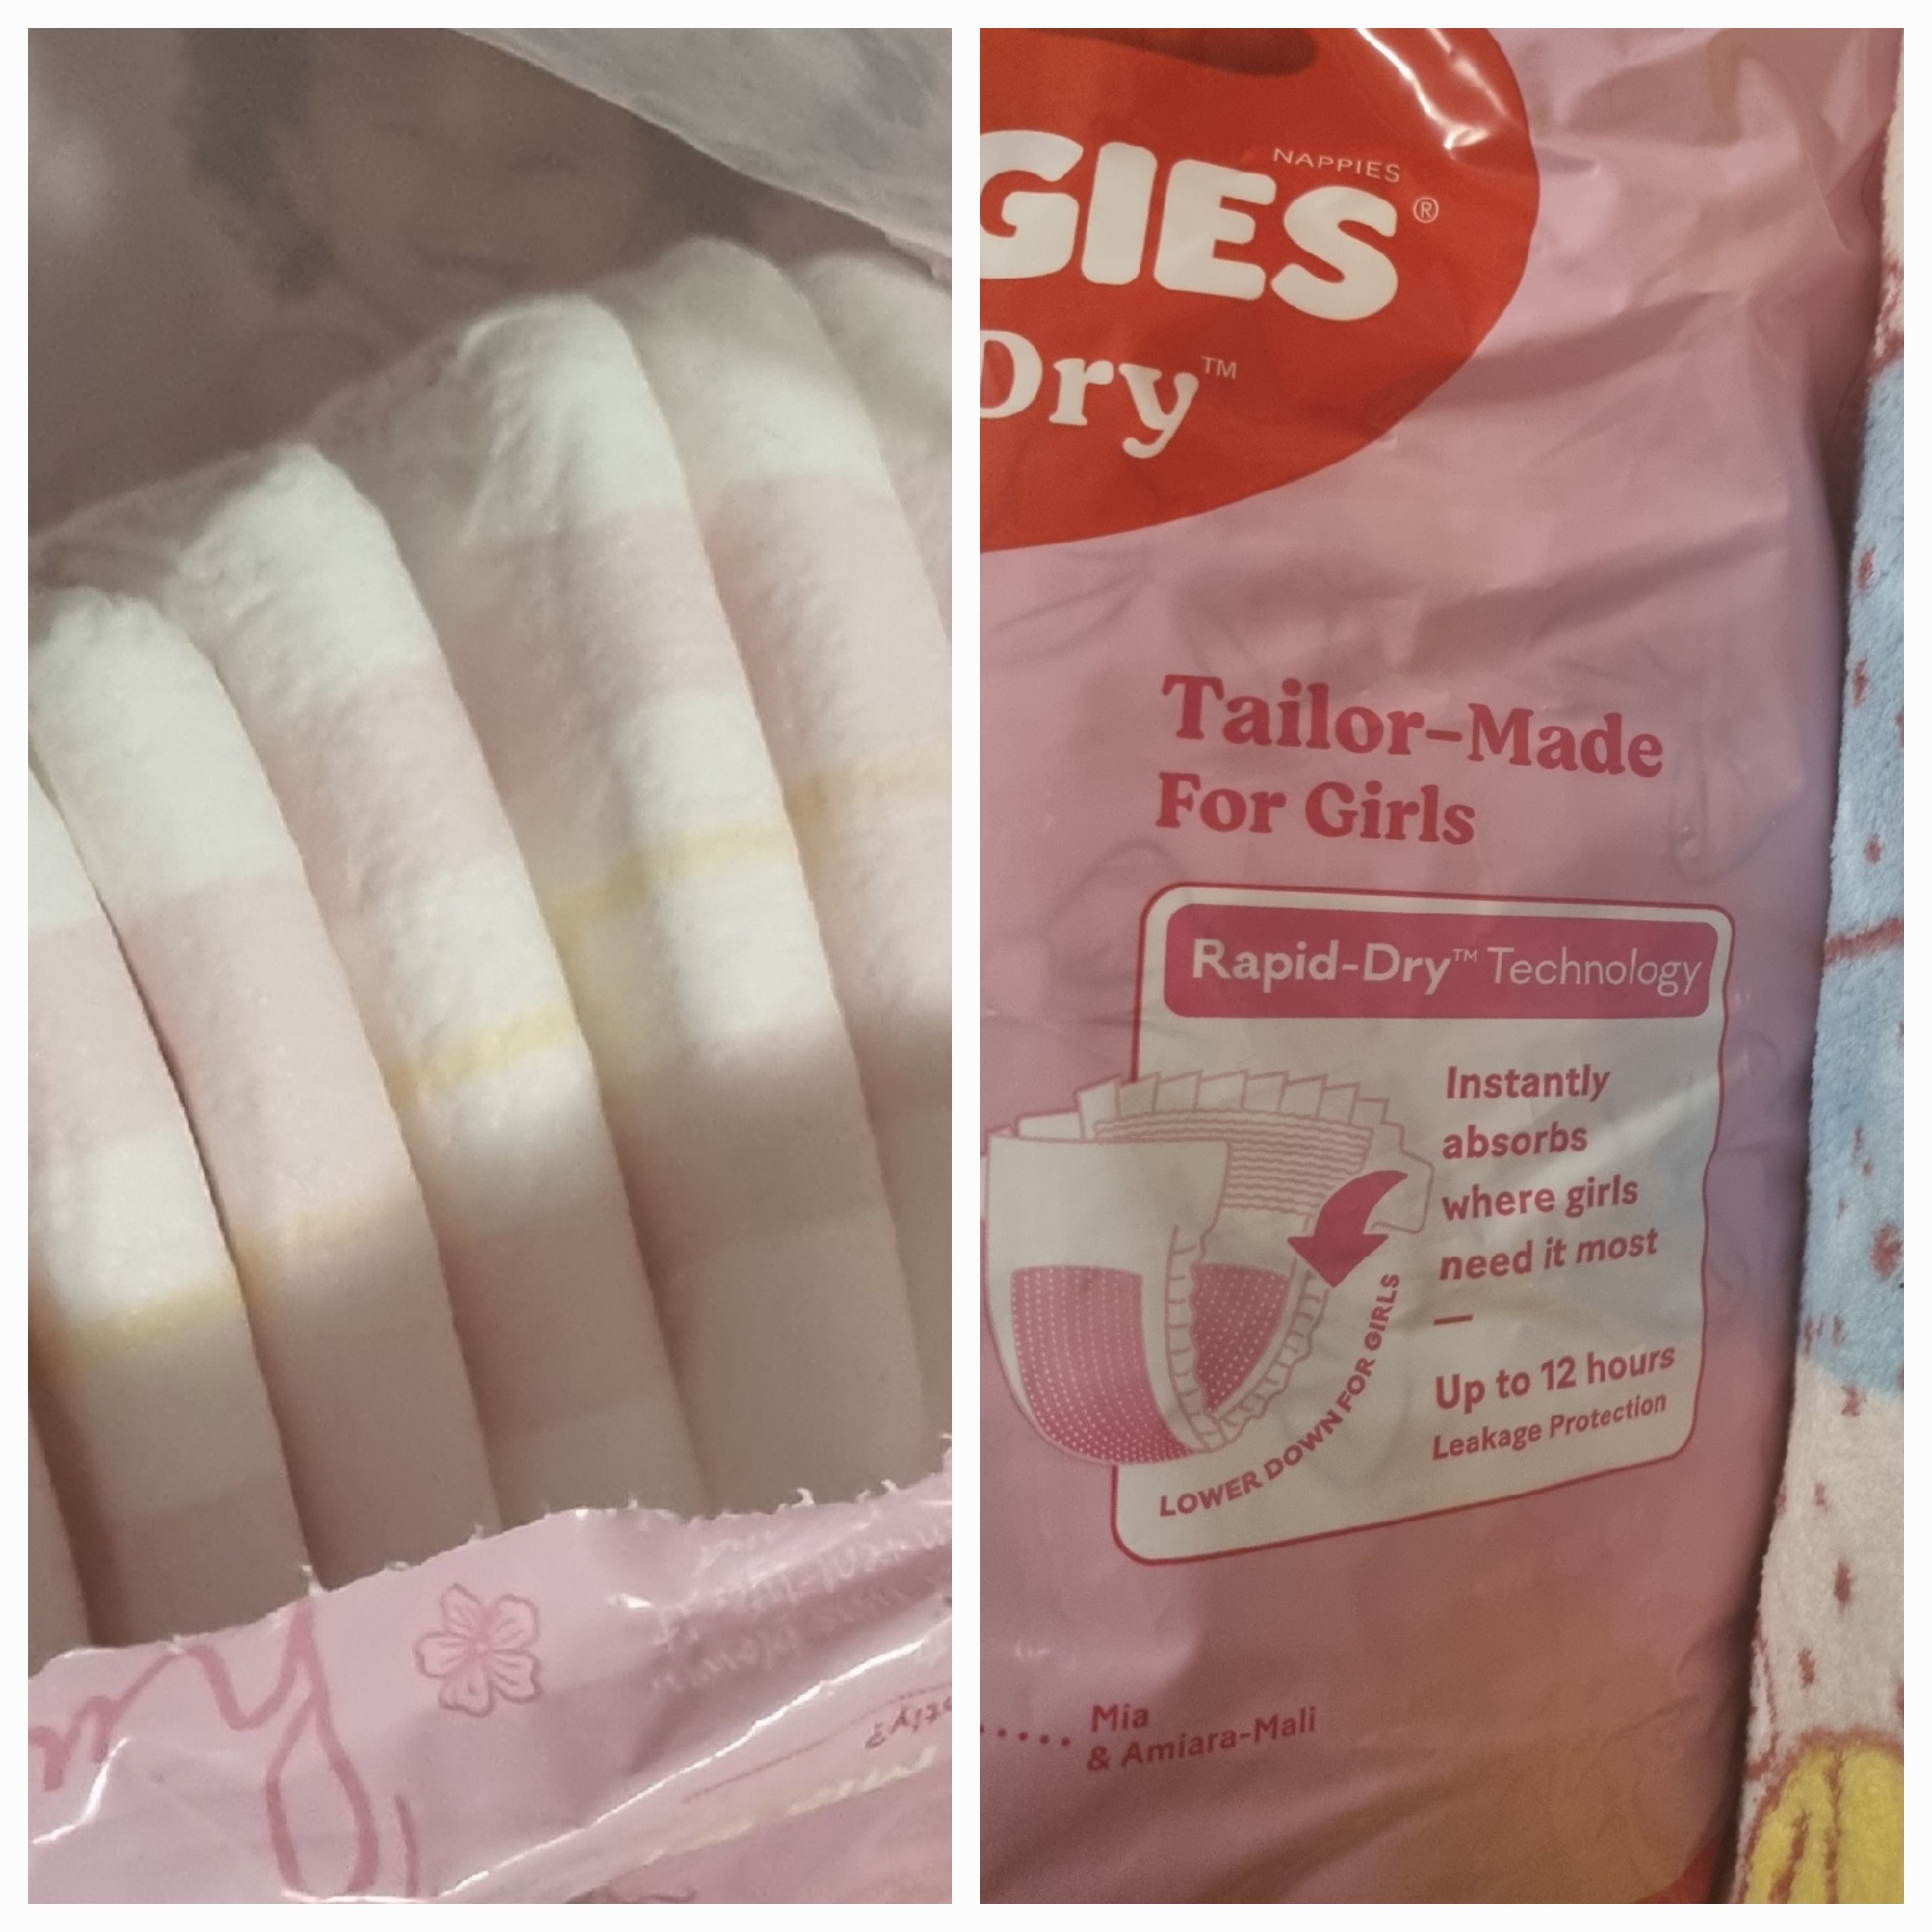 NAPPIES
GIES®
Dry™
Tailor-Made
For Girls
Rapid-Dry™ Technology
Instantly
absorbs
where girls
need it most
—
Up to 12 hours
Leakage Protection
LOWER DOWN FOR GIRLS
Mia
& Amiara-Mali